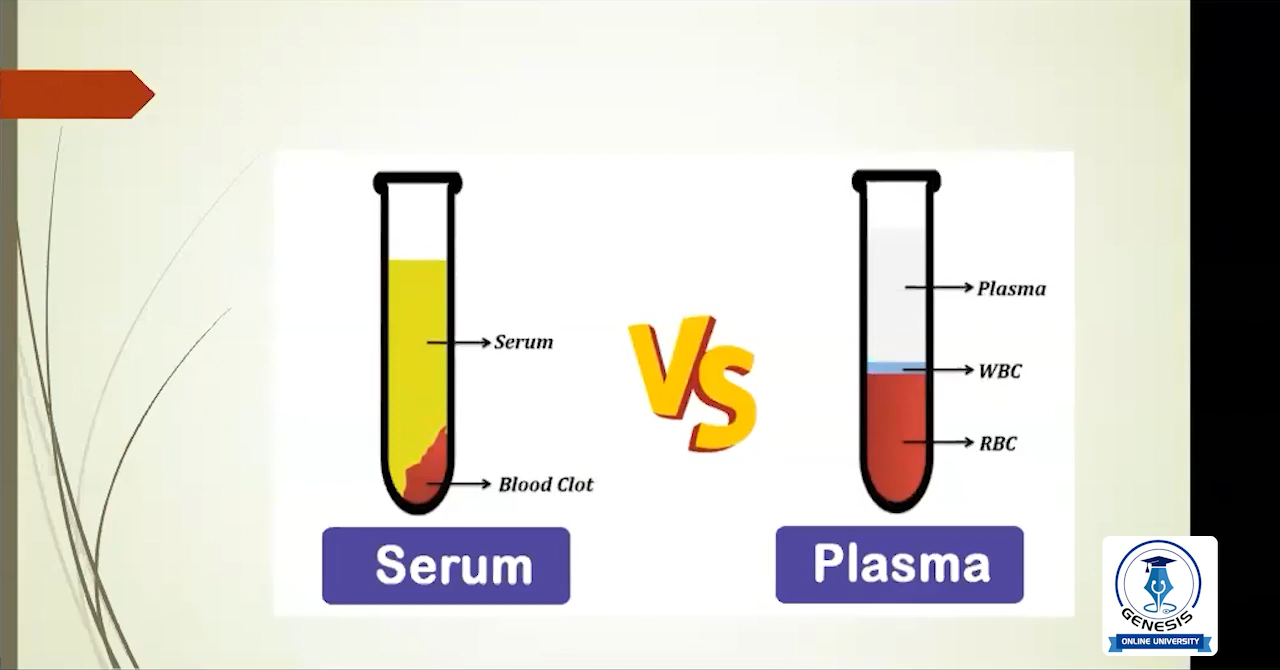 Serum
Blood Clot
Serum
VS
Plasma
WBC
RBC
Plasma
GENESIS
ONLINE UNIVERSITY